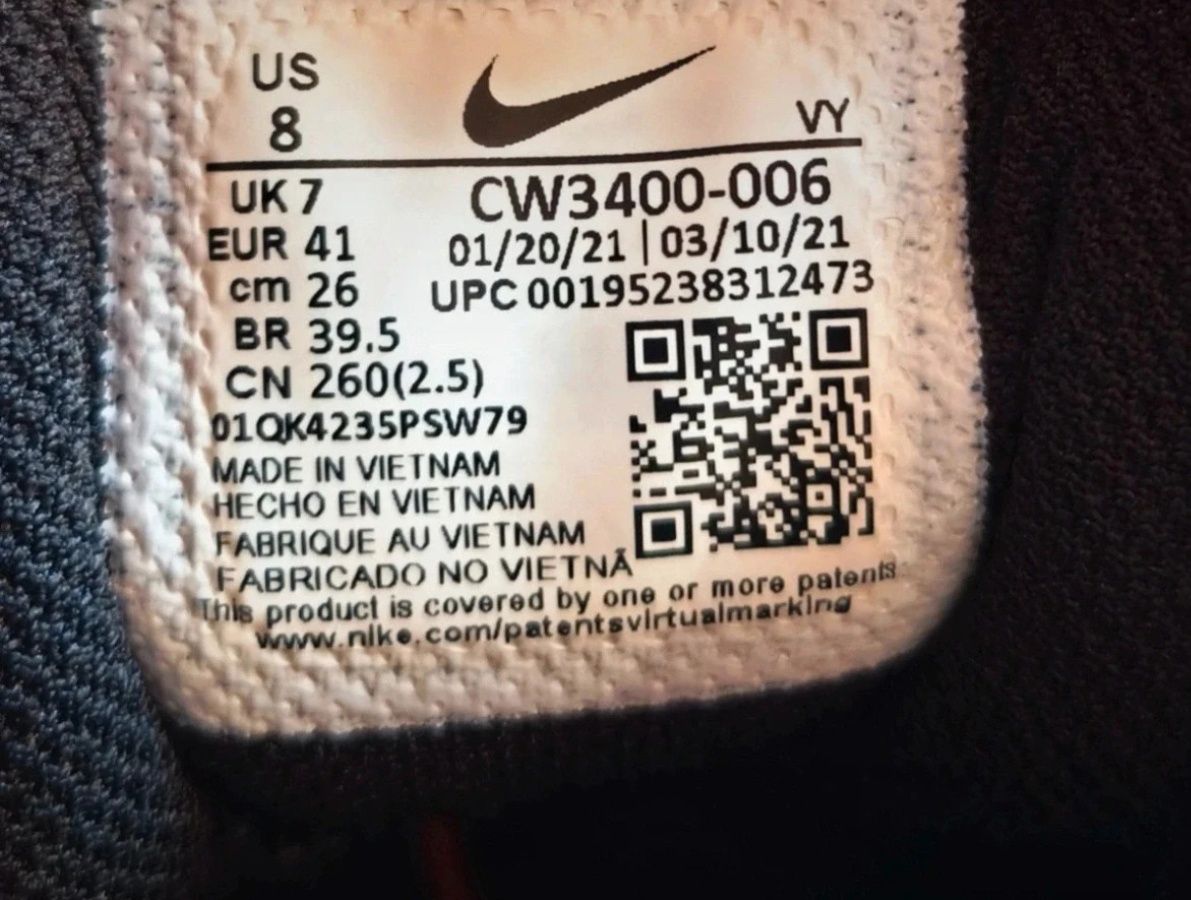 US
8
VY
UK 7
CW3400-006
EUR 41
01/20/21 | 03/10/21
cm 26
UPC 00195238312473
BR 39.5
CN 260(2.5)
01QK4235PSW79
MADE IN VIETNAM
HECHO EN VIETNAM
FABRIQUE AU VIETNAM
FABRICADO NO VIETNÃ
This product is covered by one or more patents
www.nike.com/patentsvirtualmarking